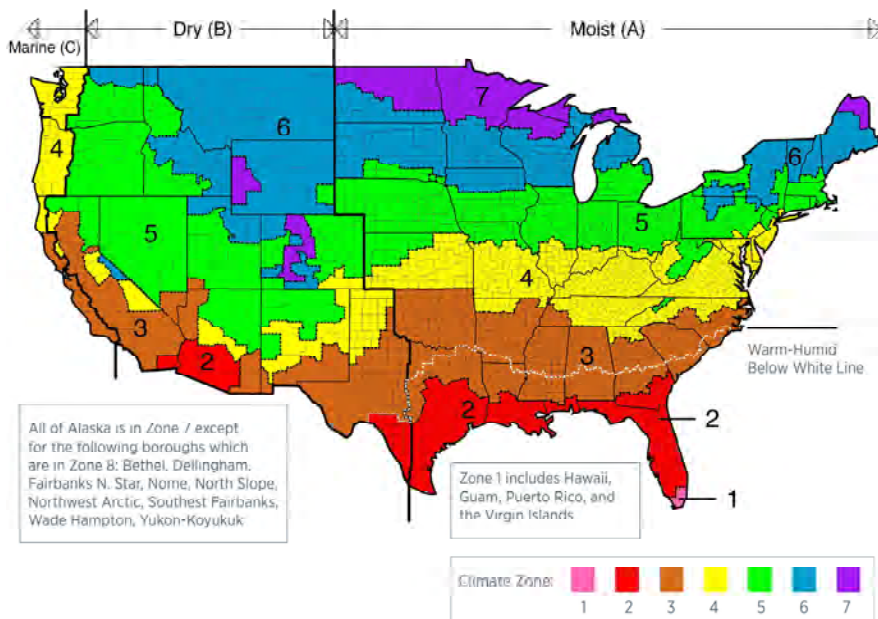 Dry (B)
Moist (A)
Marine (C)
7
6
4
6
5
5
4
3
3
Warm-Humid
Below White Line
2
2
2
All of Alaska is in Zone 7 except
for the following boroughs which
are in Zone 8: Bethel, Dellingham,
Fairbanks N. Star, Nome, North Slope,
Northwest Arctic, Southest Fairbanks,
Wade Hampton, Yukon-Koyukuk
Zone 1 includes Hawaii,
Guam, Puerto Rico, and
the Virgin Islands
1
Climate Zone:
1 2 3 4 5 6 7